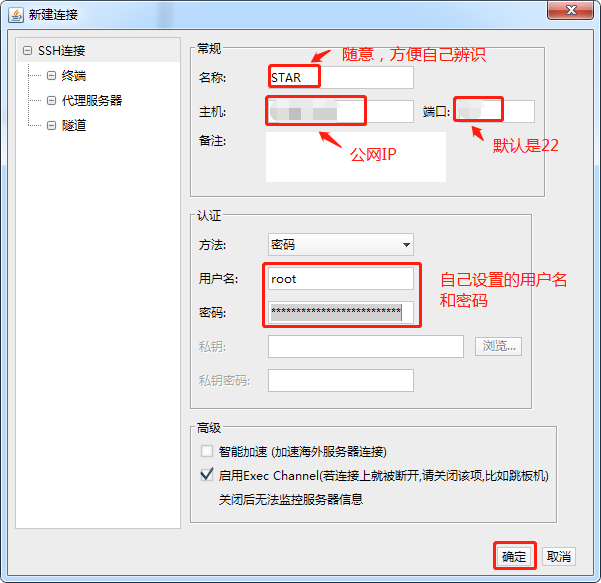 新建连接
SSH连接
终端
代理服务器
隧道
常规
随意，方便自己辨识
名称: STAR
主机: 端口:
备注:
公网IP
默认是22
认证
方法: 密码
用户名: root
自己设置的用户名
和密码
密码: **************************
私钥: 浏览...
私钥密码:
高级
智能加速 (加速海外服务器连接)
启用Exec Channel(若连接上就被断开,请关闭该项,比如跳板机)
关闭后无法监控服务器信息
确定 取消